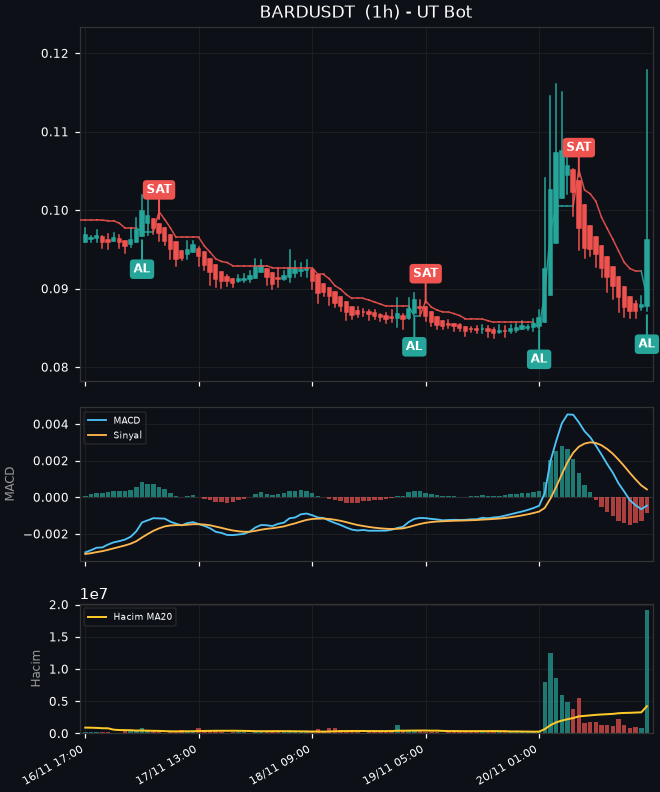 BARDUSDT  (1h) - UT Bot
0.12
0.11
0.10
0.09
0.08
SAT
AL
SAT
AL
SAT
AL
AL
MACD
0.004
0.002
0.000
−0.002
MACD
Sinyal
1e7
Hacim
2.0
1.5
1.0
0.5
0.0
Hacim MA20
16/11 17:00
17/11 13:00
18/11 09:00
19/11 05:00
20/11 01:00